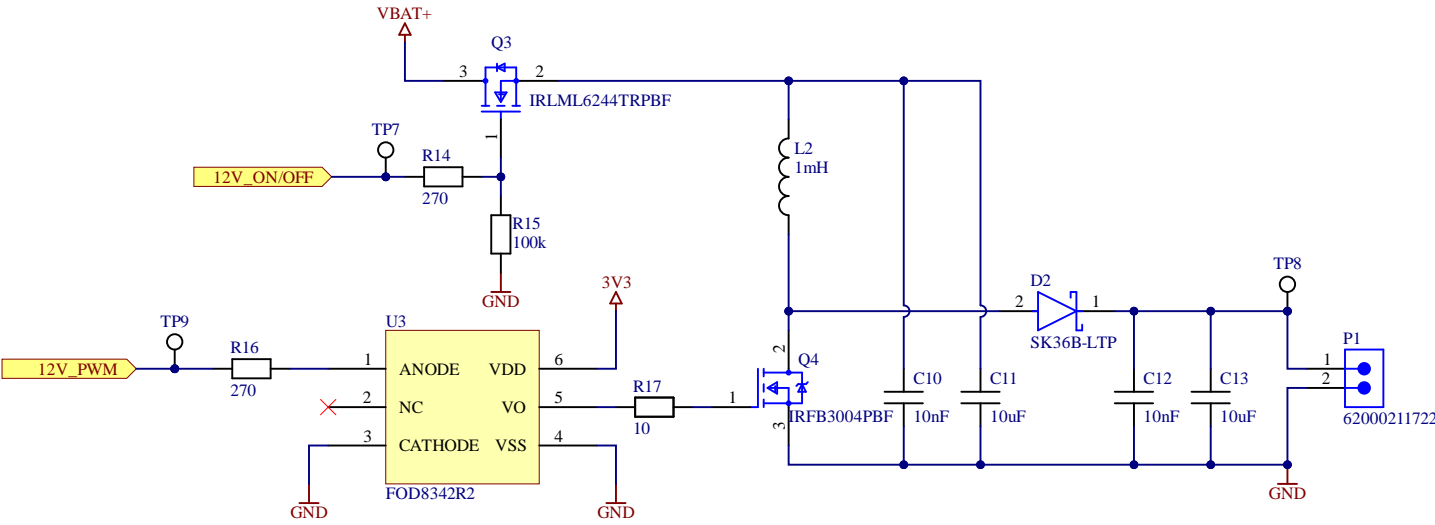 VBAT+
Q3
3
2
IRLML6244TRPBF
1
TP7
R14
12V_ON/OFF
270
L2
1mH
R15
100k
GND
3V3
TP8
D2
2
1
SK36B-LTP
TP9
U3
R16
12V_PWM
270
1
ANODE
VDD
6
2
NC
VO
5
3
CATHODE
VSS
4
FOD8342R2
GND
GND
R17
10
1
2
Q4
3
IRFB3004PBF
C10
10nF
C11
10uF
C12
10nF
C13
10uF
P1
1
2
62000211722
GND